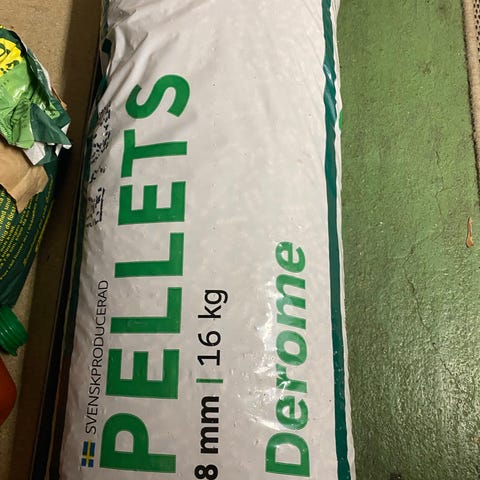 SVENSKPRODUCERAD
PELLETS
8 mm | 16 kg
Derome